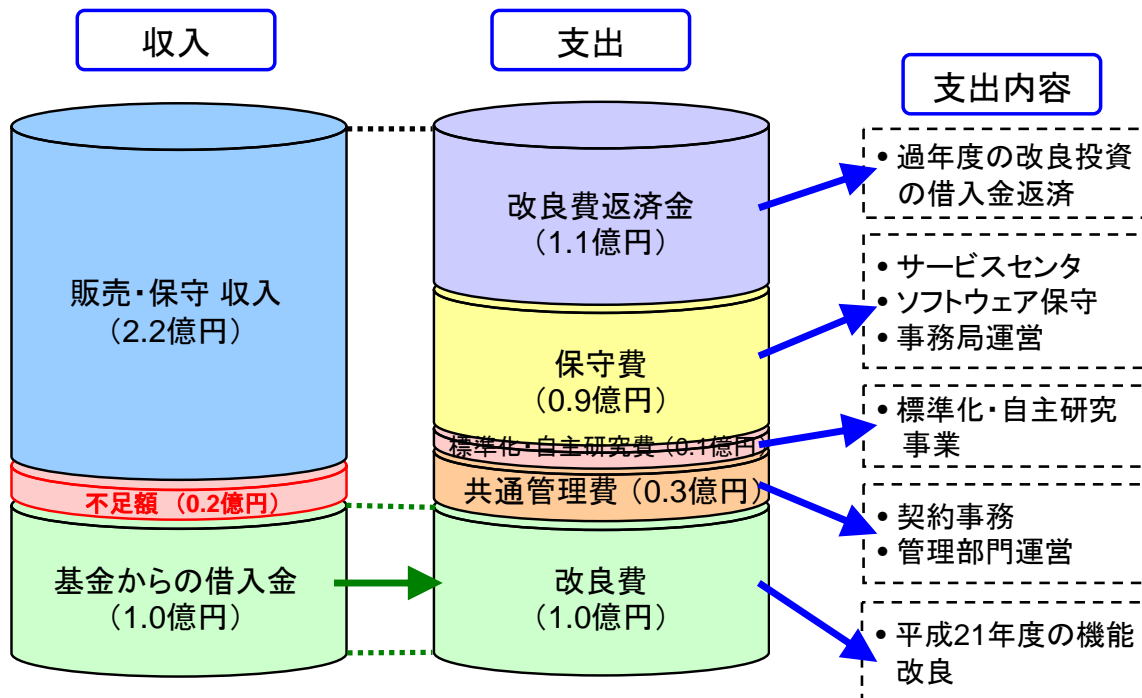 収入
販売・保守 収入
（2.2億円）
不足額 （0.2億円）
基金からの借入金
（1.0億円）
支出
改良費返済金
（1.1億円）
保守費
（0.9億円）
標準化・自主研究費（0.1億円）
共通管理費（0.3億円）
改良費
（1.0億円）
支出内容
• 過年度の改良投資
の借入金返済
• サービスセンタ
• ソフトウェア保守
• 事務局運営
• 標準化・自主研究
事業
• 契約事務
• 管理部門運営
• 平成21年度の機能
改良